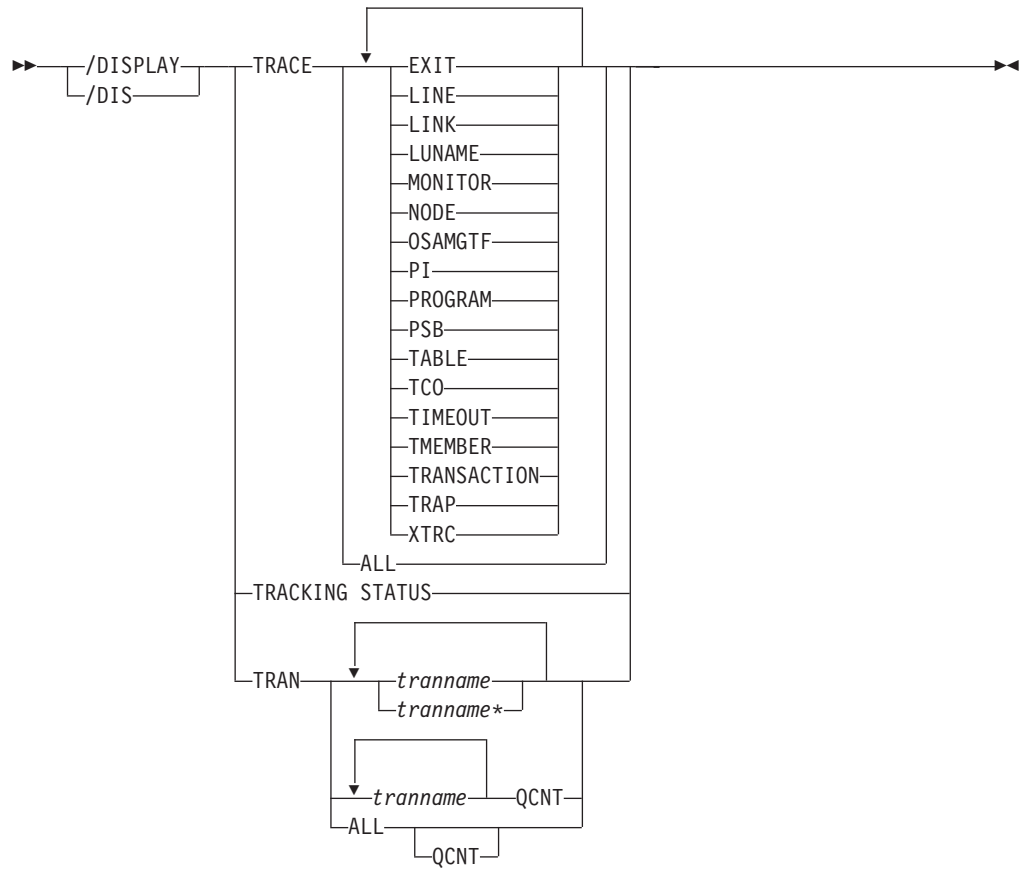 /DISPLAY TRACE EXIT
/DIS LINE
LINK
LUNAME
MONITOR
NODE
OSAMGTF
PI
PROGRAM
PSB
TABLE
TCO
TIMEOUT
TMEMBER
TRANSACTION
TRAP
XTRC
ALL
TRACKING STATUS
TRAN tranname
tranname*
tranname QCNT
ALL
QCNT